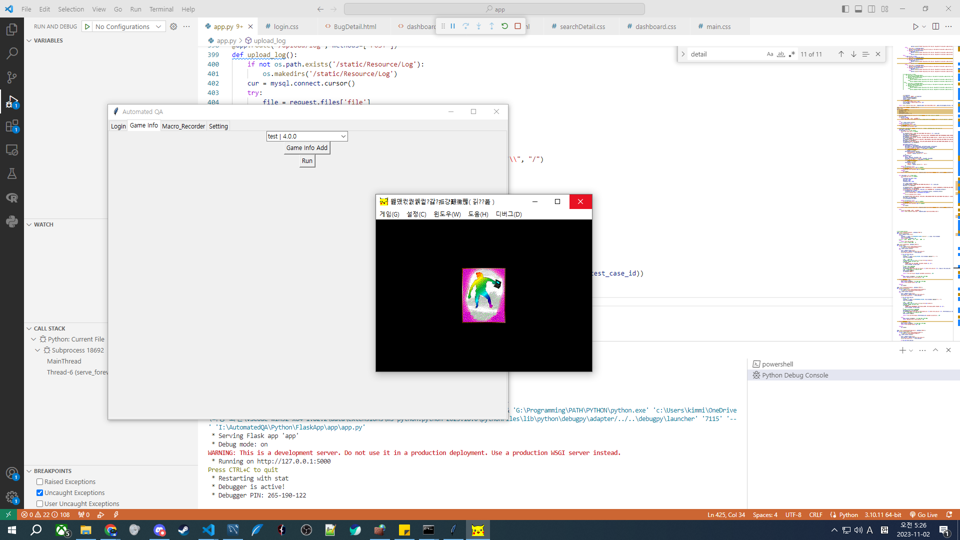 File Edit Selection View Go Run Terminal Help
app
RUN AND DEBUG
No Configurations
app.py 9+
login.css
BugDetail.html
searchDetail.css
dashboard.css
main.css
app.py > upload_log
VARIABLES
399 def upload_log():
400 if not os.path.exists('/static/Resource/Log'):
401 os.makedirs('/static/Resource/Log')
402 cur = mysql.connect.cursor()
403 try:
404 file = request.files['file']
detail
Aa
11 of 11
Automated QA
Login Game Info Macro_Recorder Setting
test | 4.0.0
Game Info Add
Run
\\", "/")
게임(G) 설정(C) 윈도우(W) 도움(H) 디버그(D)
test_case_id))
WATCH
CALL STACK
Python: Current File
Subprocess 18692
MainThread
powershell
Python Debug Console
'G:\Programming\PATH\PYTHON\python.exe'
' 'I:\AutomatedQA\Python\FlaskApp\app\app.py'
* Serving Flask app 'app'
* Debug mode: on
WARNING: This is a development server. Do not use it in a production deployment. Use a production WSGI server instead.
* Running on http://127.0.0.1:5000
Press CTRL+C to quit
* Restarting with stat
* Debugger is active!
* Debugger PIN: 265-190-122
BREAKPOINTS
Raised Exceptions
Uncaught Exceptions
User Uncaught Exceptions
0 22 108
0
Ln 425, Col 34 Spaces: 4 UTF-8 CRLF Python 3.10.11 64-bit Go Live
오전 5:26
2023-11-02